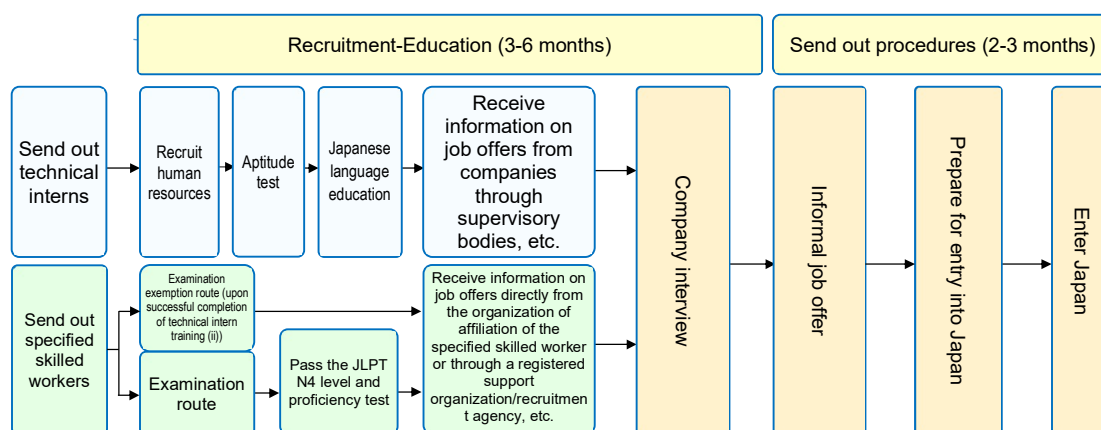 Recruitment-Education (3-6 months)
Send out procedures (2-3 months)
Send out
technical
interns
Recruit
human
resources
Aptitude
test
Japanese
language
education
Receive
information on
job offers from
companies
through
supervisory
bodies, etc.
Send out
specified
skilled
workers
Examination
exemption route (upon
successful completion
of technical intern
training (ii))
Examination
route
Pass the JLPT
N4 level and
proficiency test
Receive information on
job offers directly from
the organization of
affiliation of the
specified skilled worker
or through a registered
support
organization/recruitmen
t agency, etc.
Company interview
Informal job offer
Prepare for entry into Japan
Enter Japan